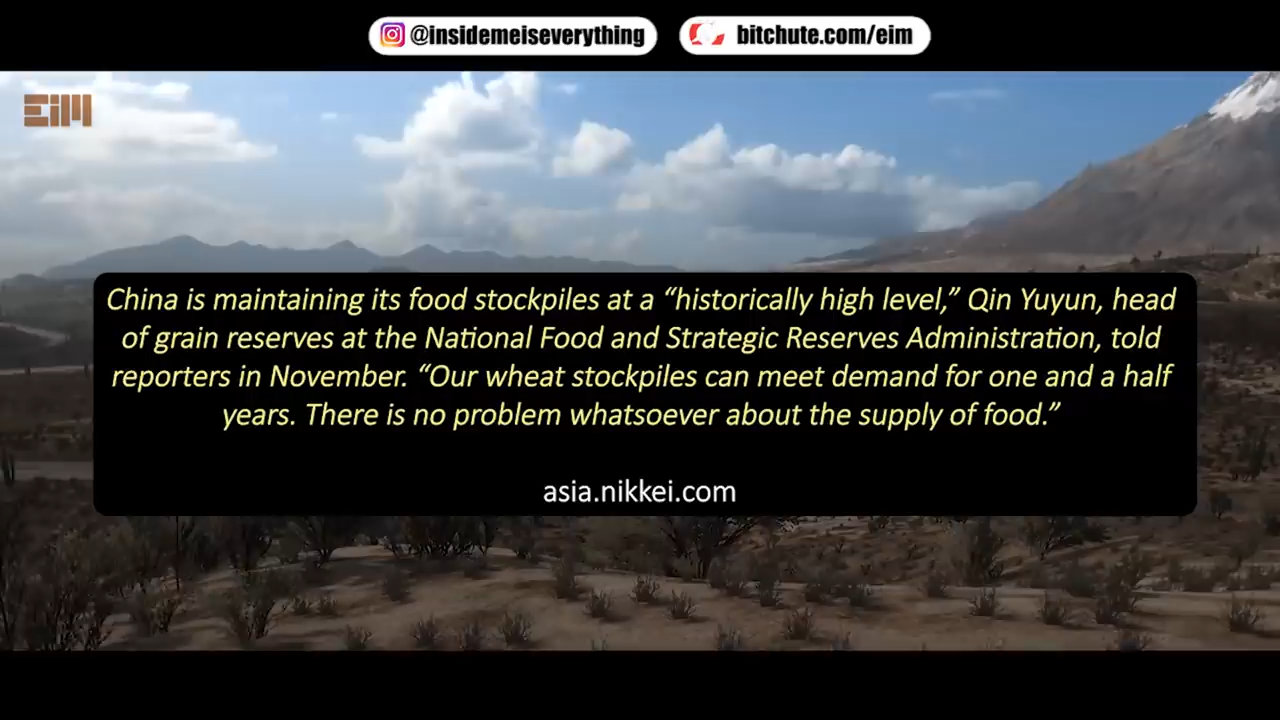 @insidemeiseverything
bitchute.com/eim
EiM
China is maintaining its food stockpiles at a “historically high level,” Qin Yuyun, head
of grain reserves at the National Food and Strategic Reserves Administration, told
reporters in November. “Our wheat stockpiles can meet demand for one and a half
years. There is no problem whatsoever about the supply of food.”
asia.nikkei.com